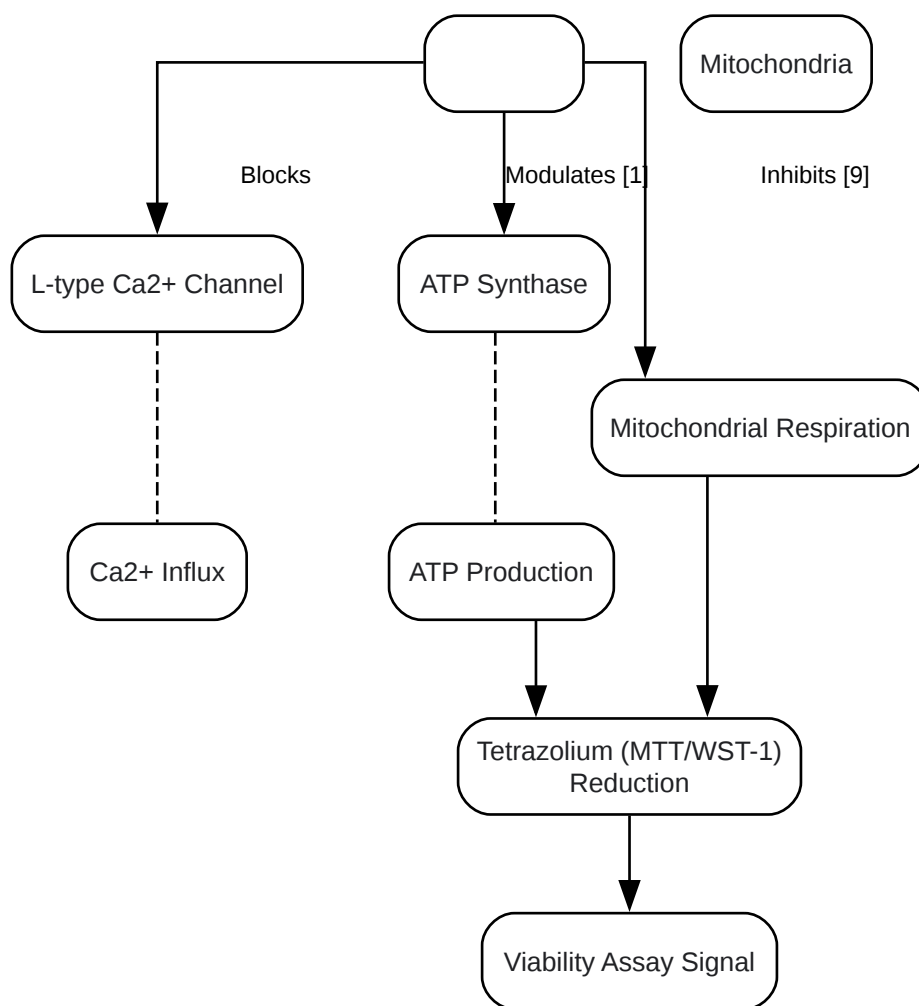 Mitochondria
Blocks
Modulates [1]
Inhibits [9]
L-type Ca2+ Channel
ATP Synthase
Mitochondrial Respiration
Ca2+ Influx
ATP Production
Tetrazolium (MTT/WST-1)
Reduction
Viability Assay Signal